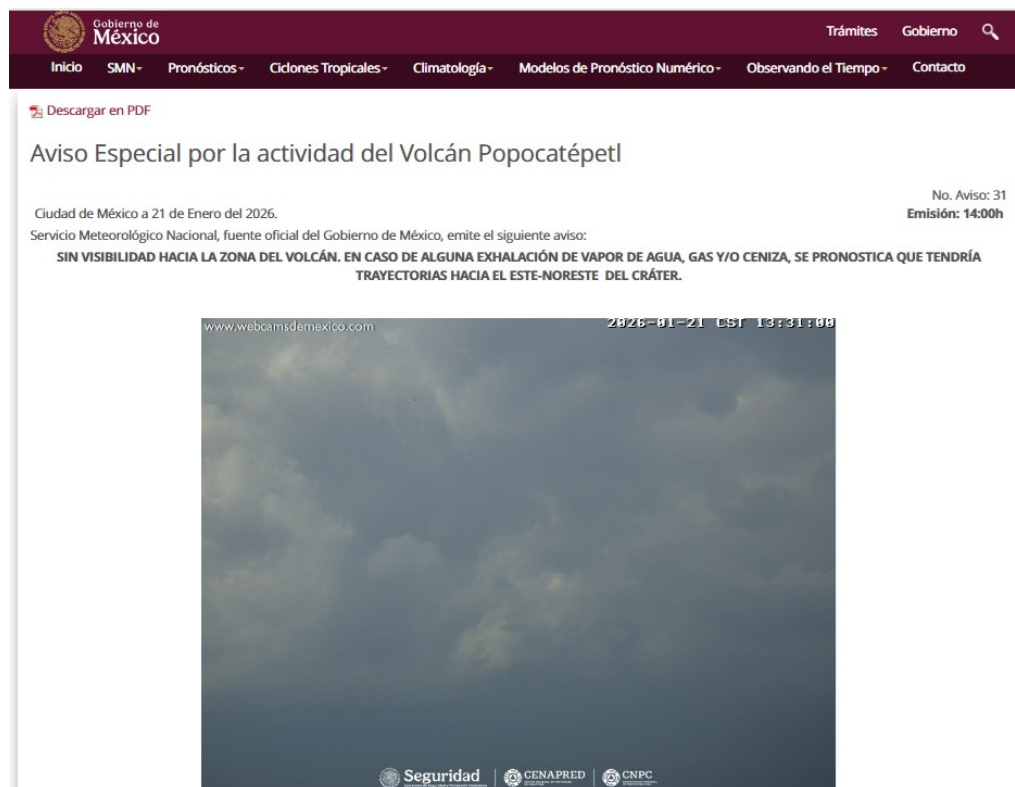 Gobierno de
México
Trámites Gobierno
Inicio SMN Pronósticos Ciclones Tropicales Climatología Modelos de Pronóstico Numérico Observando el Tiempo Contacto
Descargar en PDF
Aviso Especial por la actividad del Volcán Popocatépetl
No. Aviso: 31
Ciudad de México a 21 de Enero del 2026. Emisión: 14:00h
Servicio Meteorológico Nacional, fuente oficial del Gobierno de México, emite el siguiente aviso:
SIN VISIBILIDAD HACIA LA ZONA DEL VOLCÁN. EN CASO DE ALGUNA EXHALACIÓN DE VAPOR DE AGUA, GAS Y/O CENIZA, SE PRONOSTICA QUE TENDRÍA
TRAYECTORIAS HACIA EL ESTE-NORESTE DEL CRÁTER.
www.webcamsdemexico.com 2026-01-21 CST 13:31:00
Seguridad CENAPRED CNPC